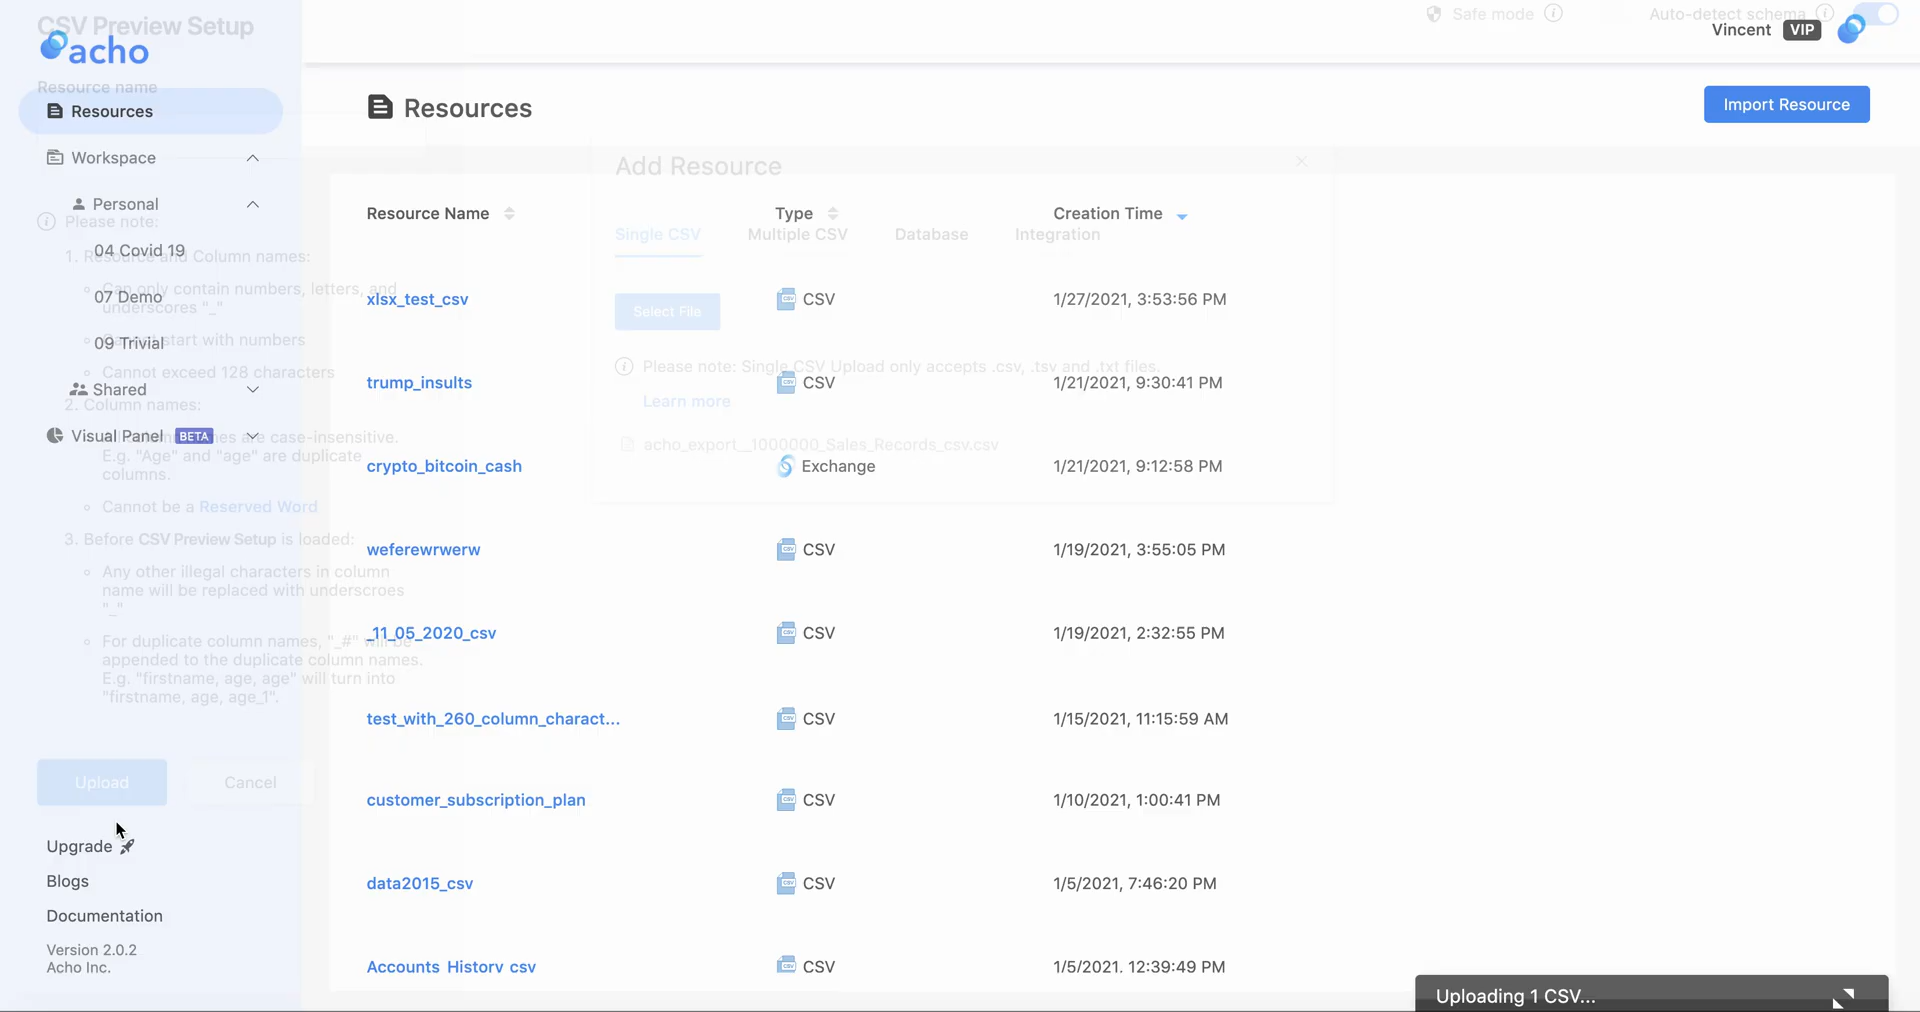 CSV Preview Setup
Safe mode
Auto-detect schema
Vincent VIP
acho
Resource name
Resources
Workspace
Personal
Please note:
04 Covid 19
1. Resource and Column names:
Can only contain numbers, letters, and
underscores "_"
07 Demo
Cannot start with numbers
09 Trivial
Cannot exceed 128 characters
Shared
2. Column names:
Visual Panel BETA
names are case-insensitive.
E.g. "Age" and "age" are duplicate
columns.
Cannot be a Reserved Word
3. Before CSV Preview Setup is loaded:
Any other illegal characters in column
name will be replaced with underscroes
"_"
For duplicate column names, "_#" will be
appended to the duplicate column names.
E.g. "firstname, age, age" will turn into
"firstname, age, age_1".
Upload Cancel
Upgrade
Blogs
Documentation
Version 2.0.2
Acho Inc.
Resources
Import Resource
Add Resource
Resource Name Type Creation Time
Single CSV Multiple CSV Database Integration
xlsx_test_csv CSV 1/27/2021, 3:53:56 PM
Select File
Please note: Single CSV Upload only accepts .csv, .tsv and .txt files.
trump_insults CSV 1/21/2021, 9:30:41 PM
Learn more
acho_export__1000000_Sales_Records_csv.csv
crypto_bitcoin_cash Exchange 1/21/2021, 9:12:58 PM
weferewrwerw CSV 1/19/2021, 3:55:05 PM
_11_05_2020_csv CSV 1/19/2021, 2:32:55 PM
test_with_260_column_charact... CSV 1/15/2021, 11:15:59 AM
customer_subscription_plan CSV 1/10/2021, 1:00:41 PM
data2015_csv CSV 1/5/2021, 7:46:20 PM
Accounts_History_csv CSV 1/5/2021, 12:39:49 PM
Uploading 1 CSV...